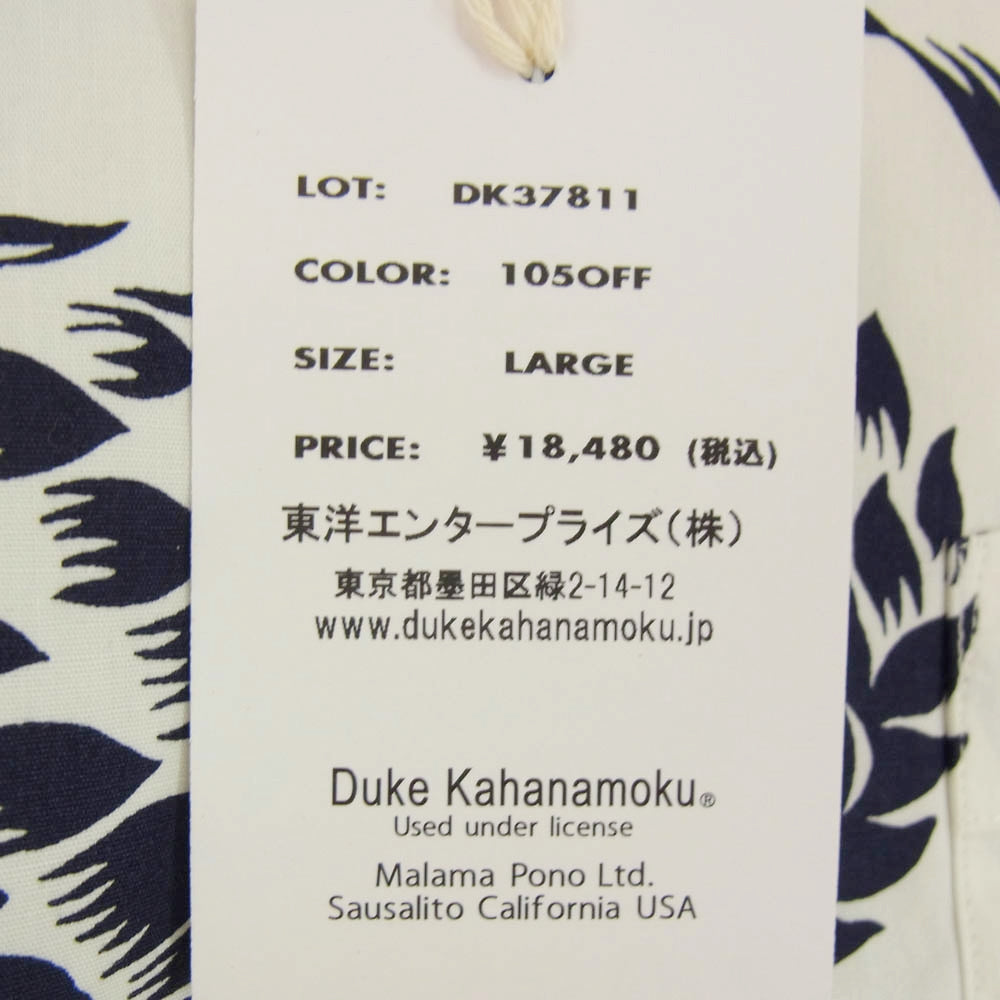 LOT: DK37811
COLOR: 105OFF
SIZE: LARGE
PRICE: ¥18,480 (税込)
東洋エンタープライズ(株)
東京都墨田区緑2-14-12
www.dukekahanamoku.jp
Duke Kahanamoku®
Used under license
Malama Pono Ltd.
Sausalito California USA